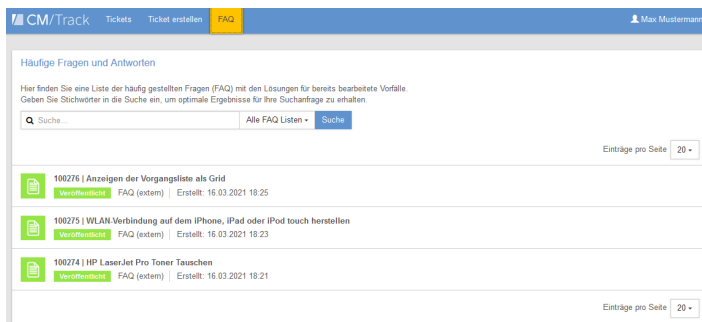 CM/Track Tickets Ticket erstellen FAQ Max Mustermann
Häufige Fragen und Antworten
Hier finden Sie eine Liste der häufig gestellten Fragen (FAQ) mit den Lösungen für bereits bearbeitete Vorfälle.
Geben Sie Stichwörter in die Suche ein, um optimale Ergebnisse für Ihre Suchanfrage zu erhalten.
Suche... Alle FAQ Listen Suche
Einträge pro Seite 20
100276 | Anzeigen der Vorgangsliste als Grid
Veröffentlicht FAQ (extern) Erstellt: 16.03.2021 18:25
100275 | WLAN-Verbindung auf dem iPhone, iPad oder iPod touch herstellen
Veröffentlicht FAQ (extern) Erstellt: 16.03.2021 18:23
100274 | HP LaserJet Pro Toner Tauschen
Veröffentlicht FAQ (extern) Erstellt: 16.03.2021 18:21
Einträge pro Seite 20